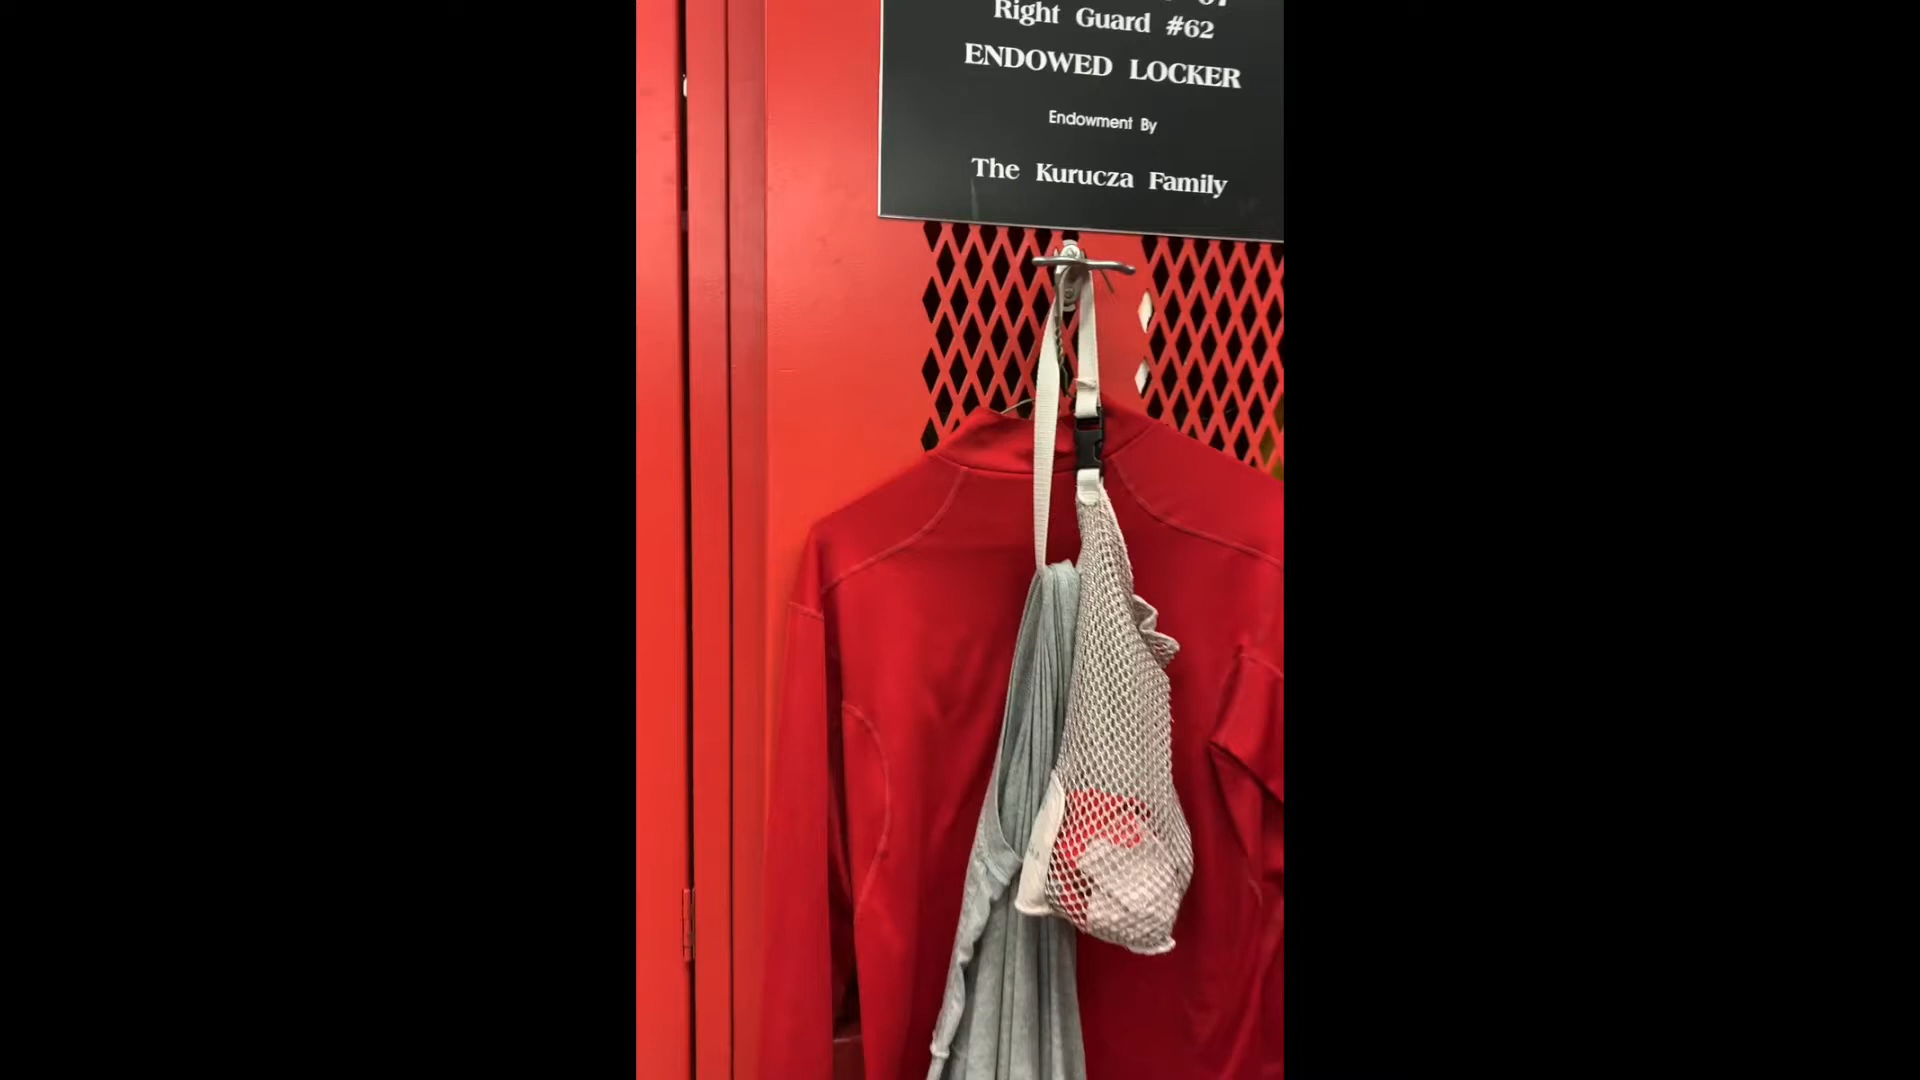 Right Guard #62
ENDOWED LOCKER
Endowment By
The Kurucza Family